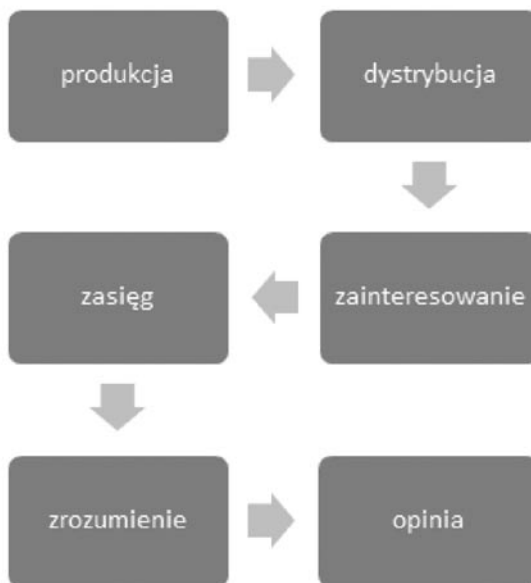 produkcja
dystrybucja
zainteresowanie
zasięg
zrozumienie
opinia